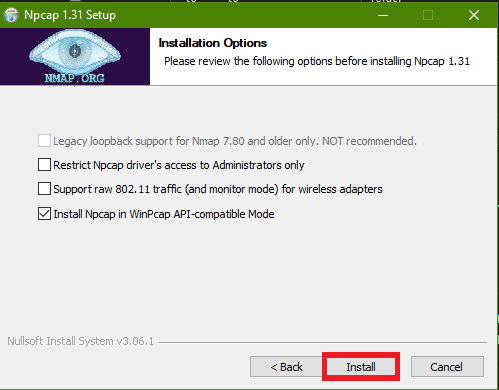 Npcap 1.31 Setup
NMAP.ORG
Installation Options
Please review the following options before installing Npcap 1.31
Legacy loopback support for Nmap 7.80 and older only. NOT recommended.
Restrict Npcap driver's access to Administrators only
Support raw 802.11 traffic (and monitor mode) for wireless adapters
Install Npcap in WinPcap API-compatible Mode
Nullsoft Install System v3.06.1
< Back
Install
Cancel